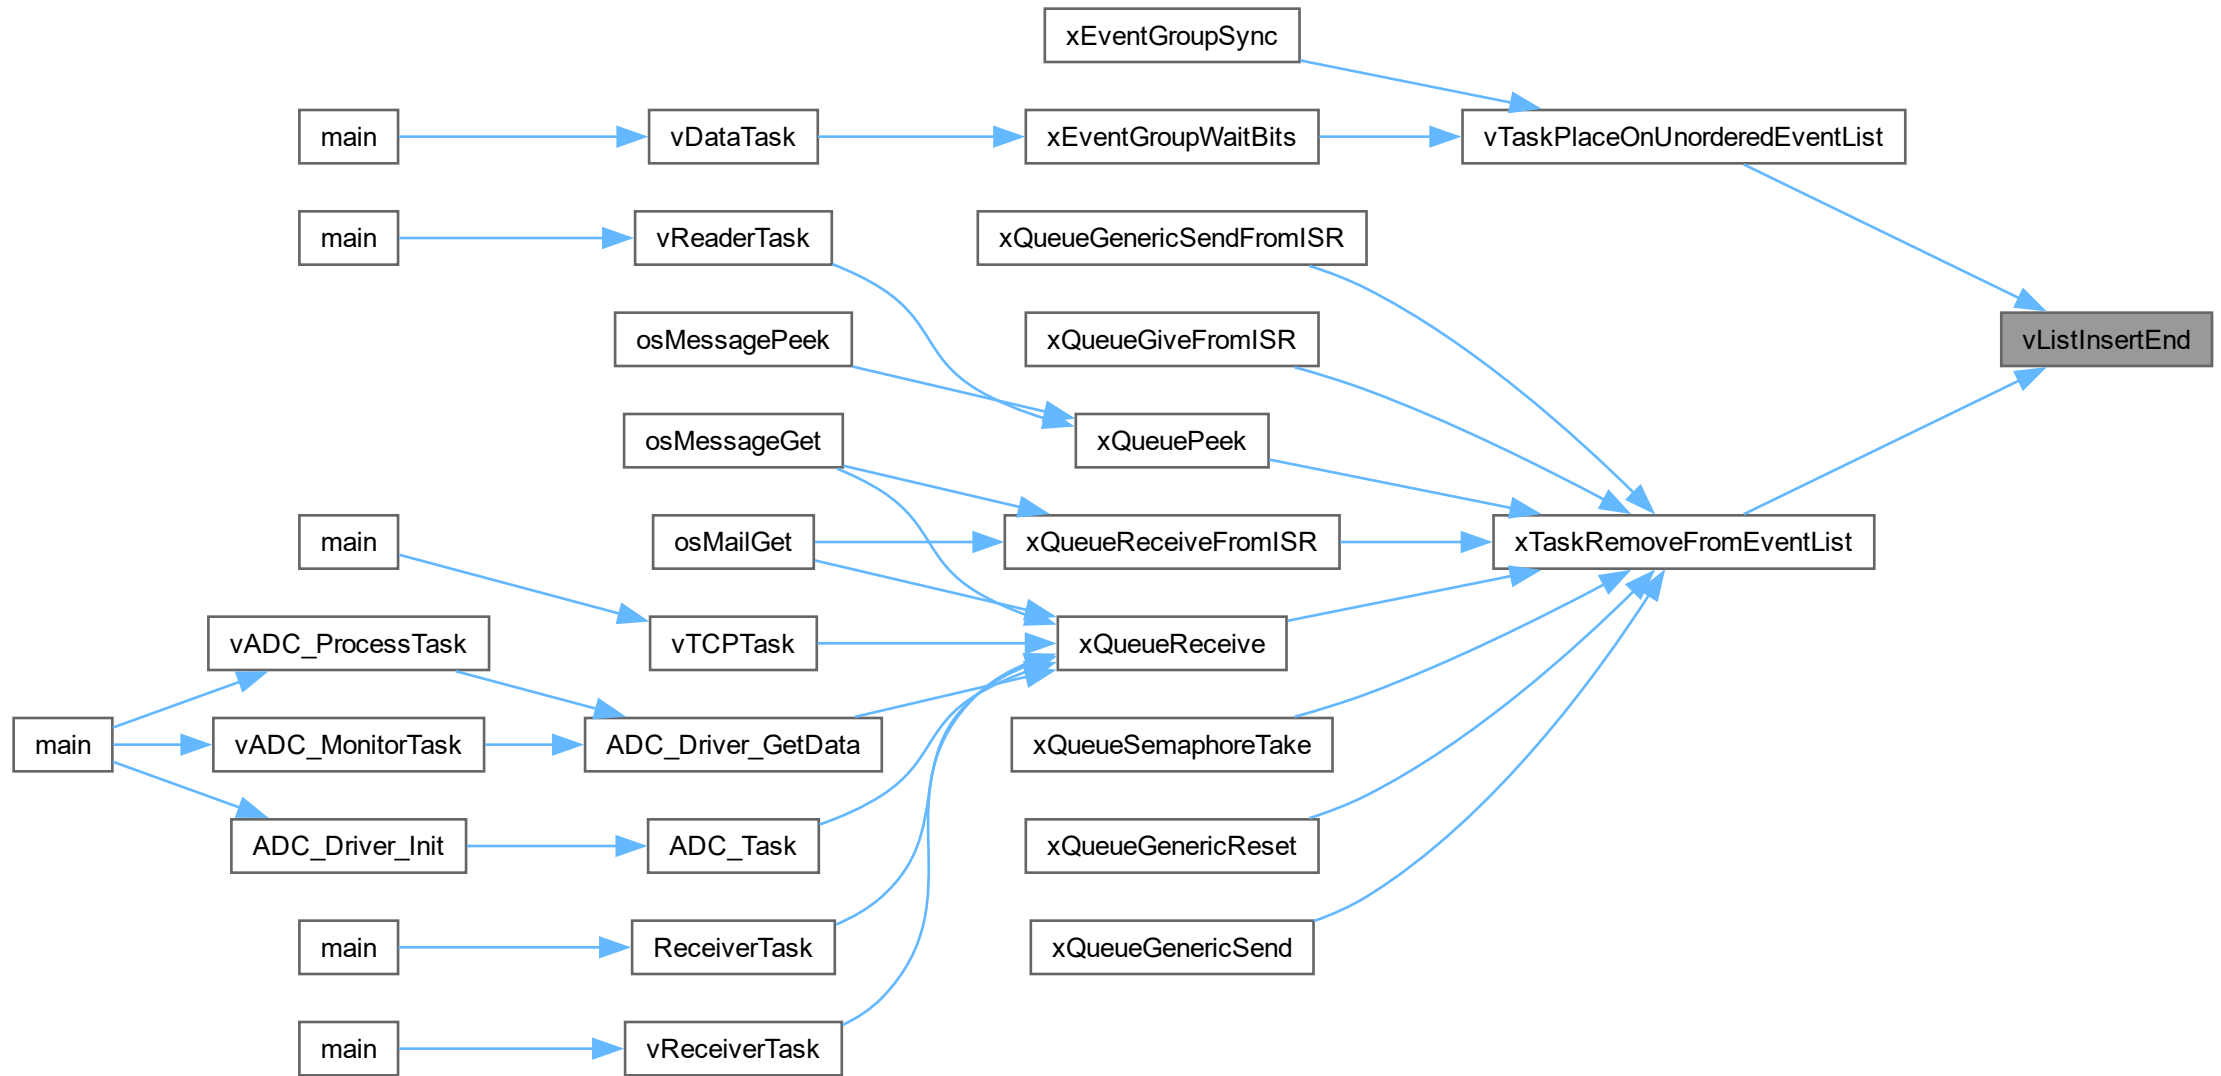 xEventGroupSync
main
vDataTask
xEventGroupWaitBits
vTaskPlaceOnUnorderedEventList
main
vReaderTask
xQueueGenericSendFromISR
osMessagePeek
xQueueGiveFromISR
vListInsertEnd
osMessageGet
xQueuePeek
main
osMailGet
xQueueReceiveFromISR
xTaskRemoveFromEventList
vADC_ProcessTask
vTCPTask
xQueueReceive
main
vADC_MonitorTask
ADC_Driver_GetData
xQueueSemaphoreTake
ADC_Driver_Init
ADC_Task
xQueueGenericReset
main
ReceiverTask
xQueueGenericSend
main
vReceiverTask